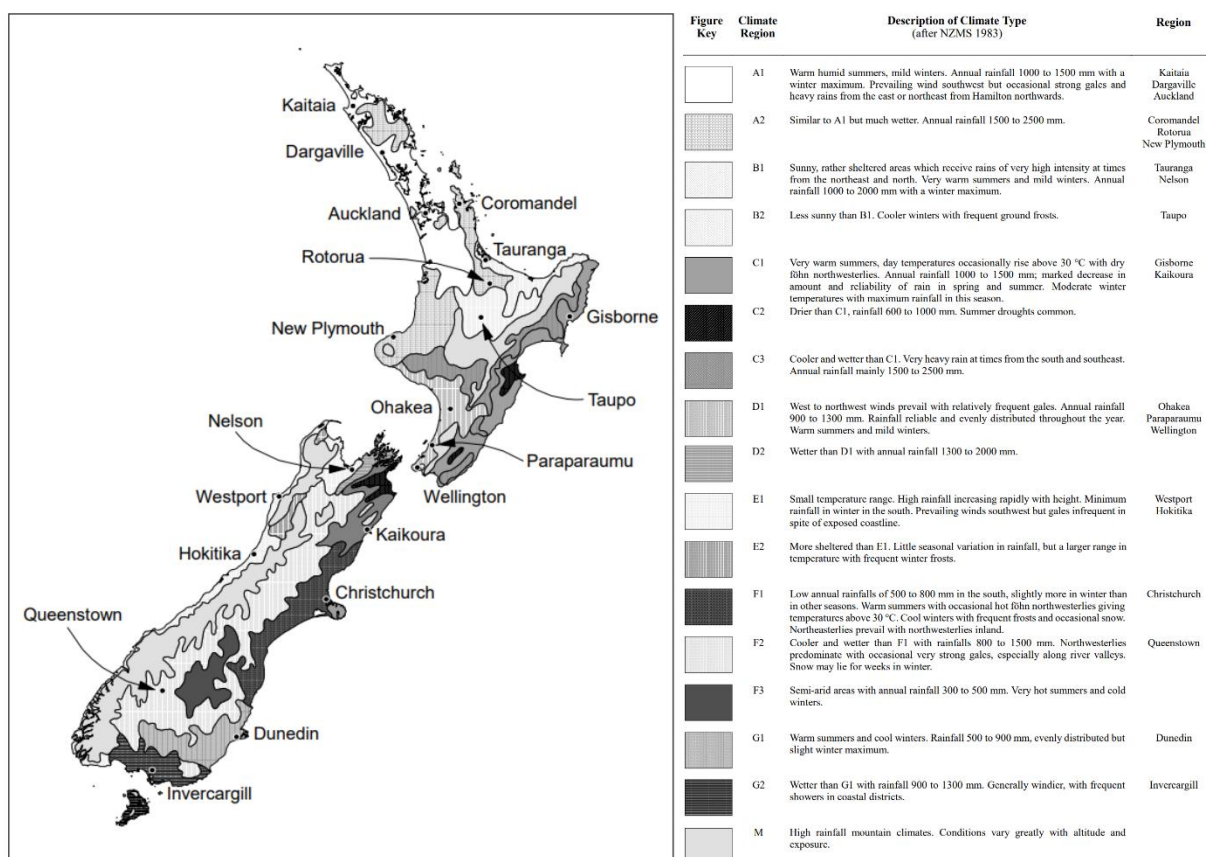 Kaitaia
Dargaville
Auckland
Coromandel
Rotorua
Tauranga
New Plymouth
Gisborne
Ohakea
Taupo
Nelson
Paraparaumu
Westport
Wellington
Kaikoura
Hokitika
Christchurch
Queenstown
Dunedin
Invercargill
Figure Key
Climate Region
Description of Climate Type
(after NZMS 1983)
Region
A1
Warm humid summers, mild winters. Annual rainfall 1000 to 1500 mm with a
winter maximum. Prevailing wind southwest but occasional strong gales and
heavy rains from the east or northeast from Hamilton northwards.
Kaitaia
Dargaville
Auckland
A2
Similar to A1 but much wetter. Annual rainfall 1500 to 2500 mm.
Coromandel
Rotorua
New Plymouth
B1
Sunny, rather sheltered areas which receive rains of very high intensity at times
from the northeast and north. Very warm summers and mild winters. Annual
rainfall 1000 to 2000 mm with a winter maximum.
Tauranga
Nelson
B2
Less sunny than B1. Cooler winters with frequent ground frosts.
Taupo
C1
Very warm summers, day temperatures occasionally rise above 30 °C with dry
föhn northwesterlies. Annual rainfall 1000 to 1500 mm; marked decrease in
amount and reliability of rain in spring and summer. Moderate winter
temperatures with maximum rainfall in this season.
Gisborne
Kaikoura
C2
Drier than C1, rainfall 600 to 1000 mm. Summer droughts common.
C3
Cooler and wetter than C1. Very heavy rain at times from the south and southeast.
Annual rainfall mainly 1500 to 2500 mm.
D1
West to northwest winds prevail with relatively frequent gales. Annual rainfall
900 to 1300 mm. Rainfall reliable and evenly distributed throughout the year.
Warm summers and mild winters.
Ohakea
Paraparaumu
Wellington
D2
Wetter than D1 with annual rainfall 1300 to 2000 mm.
E1
Small temperature range. High rainfall increasing rapidly with height. Minimum
rainfall in winter in the south. Prevailing winds southwest but gales infrequent in
spite of exposed coastline.
Westport
Hokitika
E2
More sheltered than E1. Little seasonal variation in rainfall, but a larger range in
temperature with frequent winter frosts.
F1
Low annual rainfalls of 500 to 800 mm in the south, slightly more in winter than
in other seasons. Warm summers with occasional hot föhn northwesterlies giving
temperatures above 30 °C. Cool winters with frequent frosts and occasional snow.
Northeasterlies prevail with northwesterlies inland.
Christchurch
F2
Cooler and wetter than F1 with rainfalls 800 to 1500 mm. Northwesterlies
predominate with occasional very strong gales, especially along river valleys.
Snow may lie for weeks in winter.
Queenstown
F3
Semi-arid areas with annual rainfall 300 to 500 mm. Very hot summers and cold
winters.
G1
Warm summers and cool winters. Rainfall 500 to 900 mm, evenly distributed but
slight winter maximum.
Dunedin
G2
Wetter than G1 with rainfall 900 to 1300 mm. Generally windier, with frequent
showers in coastal districts.
Invercargill
M
High rainfall mountain climates. Conditions vary greatly with altitude and
exposure.